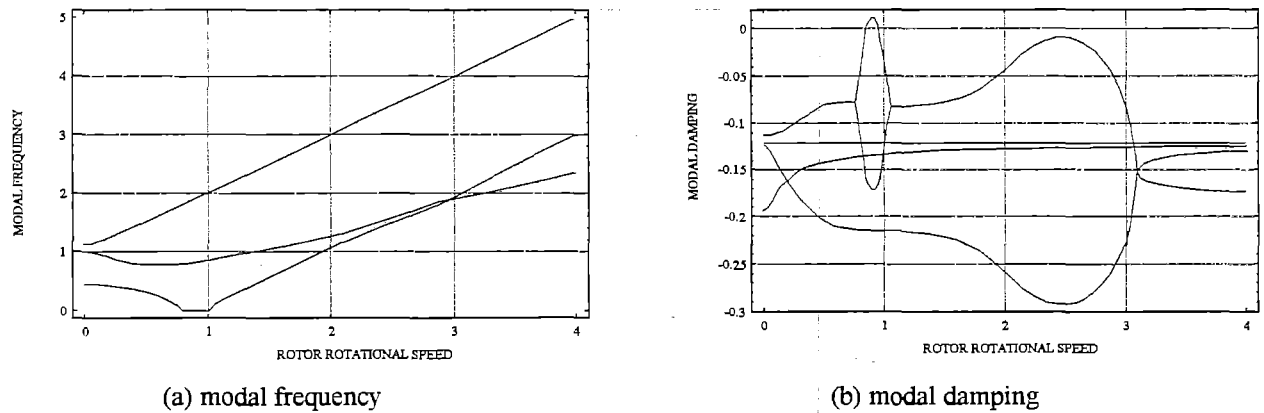 5
4
3
2
1
0
MODAL FREQUENCY
0 1 2 3 4
ROTOR ROTATIONAL SPEED
(a) modal frequency
0
-0.05
-0.1
-0.15
-0.2
-0.25
-0.3
MODAL DAMPING
0 1 2 3 4
ROTOR ROTATIONAL SPEED
(b) modal damping